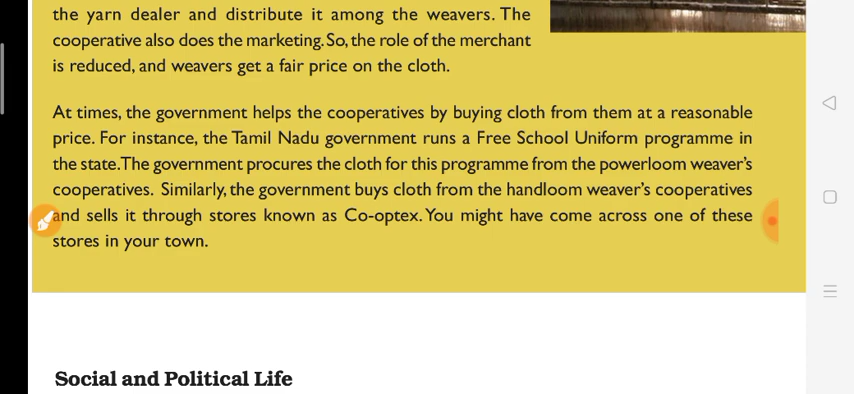 the yarn dealer and distribute it among the weavers. The
cooperative also does the marketing. So, the role of the merchant
is reduced, and weavers get a fair price on the cloth.
At times, the government helps the cooperatives by buying cloth from them at a reasonable
price. For instance, the Tamil Nadu government runs a Free School Uniform programme in
the state. The government procures the cloth for this programme from the powerloom weaver's
cooperatives. Similarly, the government buys cloth from the handloom weaver's cooperatives
and sells it through stores known as Co-optex. You might have come across one of these
stores in your town.
Social and Political Life